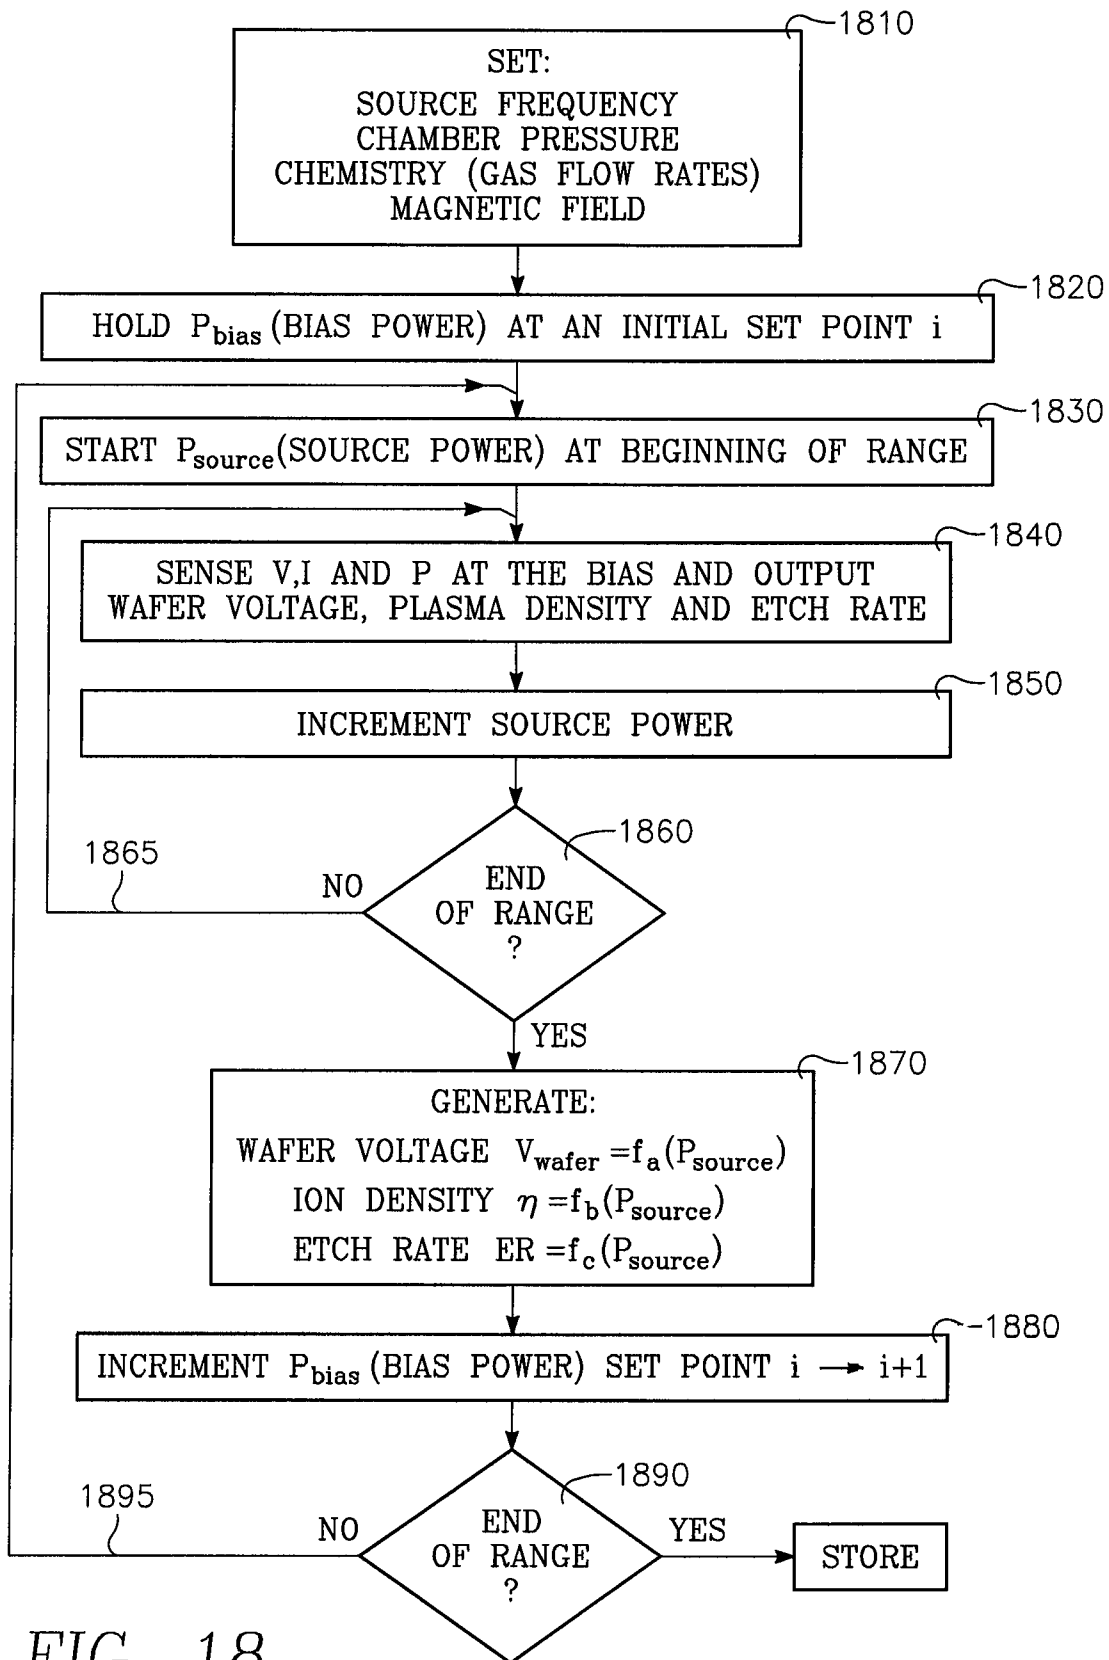 1810
SET:
SOURCE FREQUENCY
CHAMBER PRESSURE
CHEMISTRY (GAS FLOW RATES)
MAGNETIC FIELD
1820
HOLD Pbias (BIAS POWER) AT AN INITIAL SET POINT i
1830
START Psource(SOURCE POWER) AT BEGINNING OF RANGE
1840
SENSE V,I AND P AT THE BIAS AND OUTPUT
WAFER VOLTAGE, PLASMA DENSITY AND ETCH RATE
1850
INCREMENT SOURCE POWER
1860
1865
NO
END
OF RANGE
?
YES
1870
GENERATE:
WAFER VOLTAGE Vwafer =fa(Psource)
ION DENSITY η =fb(Psource)
ETCH RATE ER =fc(Psource)
1880
INCREMENT Pbias (BIAS POWER) SET POINT i → i+1
1890
1895
NO
END
OF RANGE
?
YES
STORE
FIG. 18